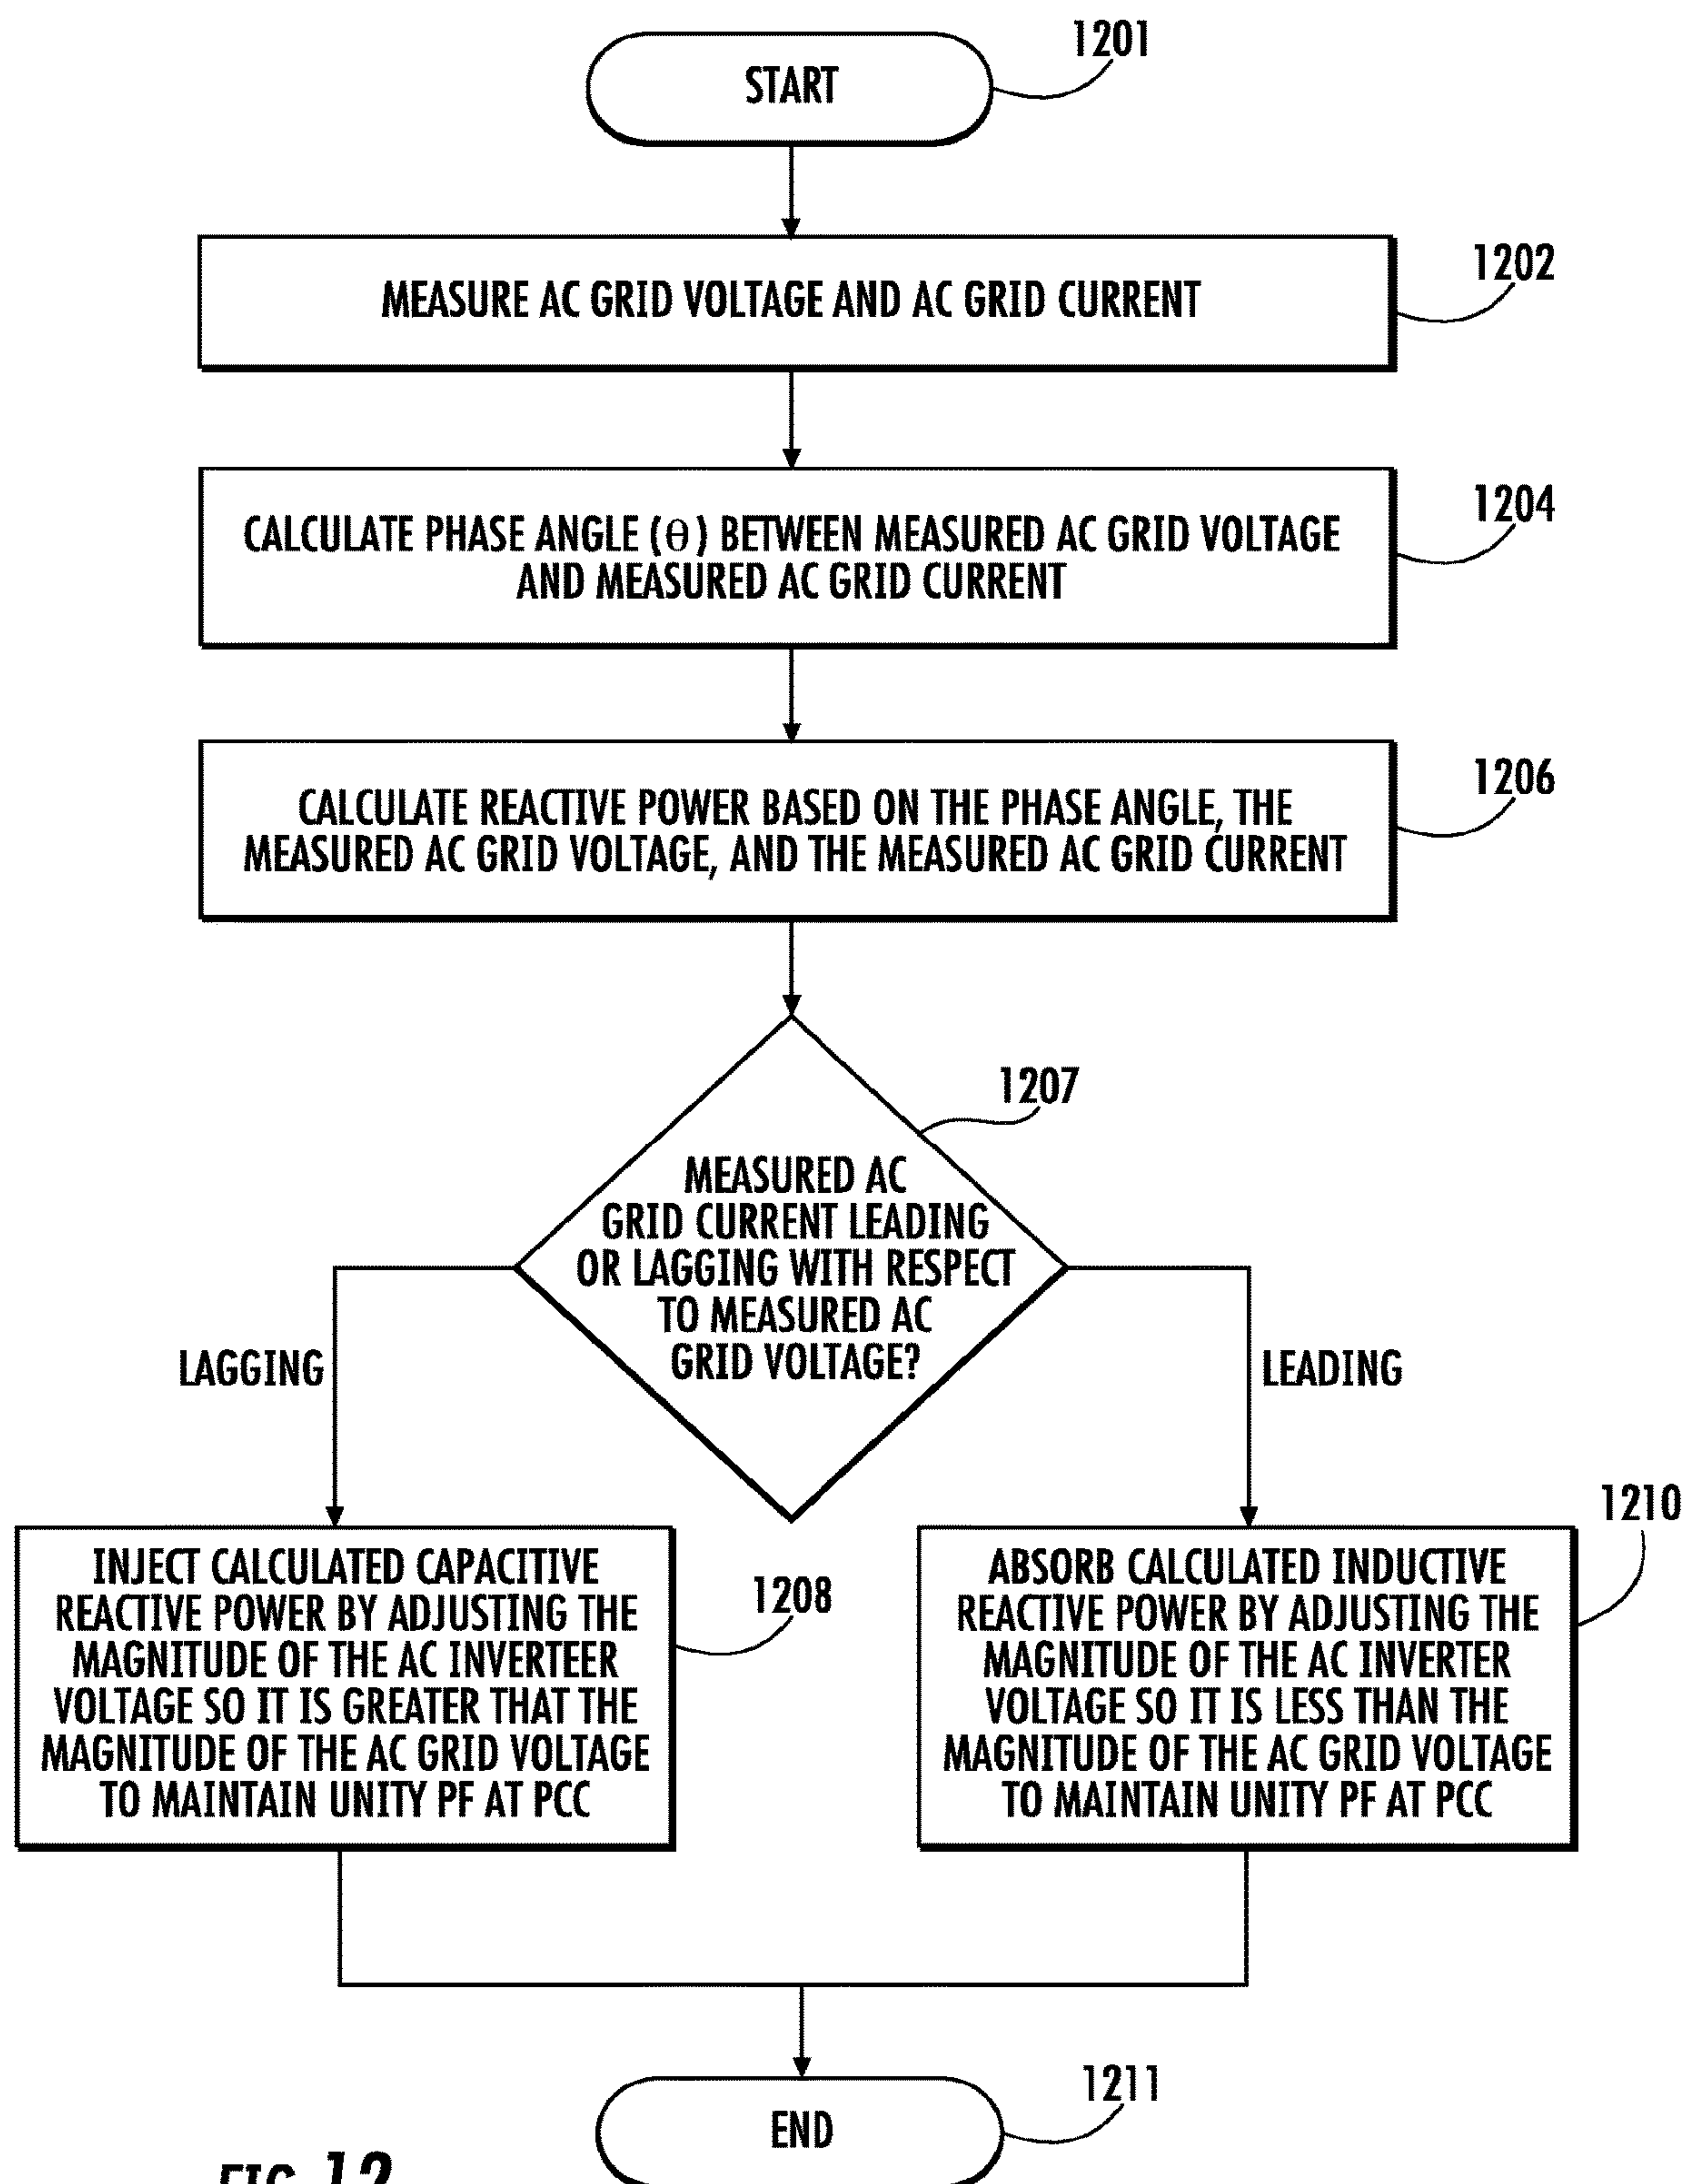 1201
START
1202
MEASURE AC GRID VOLTAGE AND AC GRID CURRENT
1204
CALCULATE PHASE ANGLE (θ) BETWEEN MEASURED AC GRID VOLTAGE
AND MEASURED AC GRID CURRENT
1206
CALCULATE REACTIVE POWER BASED ON THE PHASE ANGLE, THE
MEASURED AC GRID VOLTAGE, AND THE MEASURED AC GRID CURRENT
1207
MEASURED AC
GRID CURRENT LEADING
OR LAGGING WITH RESPECT
TO MEASURED AC
GRID VOLTAGE?
LAGGING
LEADING
1208
INJECT CALCULATED CAPACITIVE
REACTIVE POWER BY ADJUSTING THE
MAGNITUDE OF THE AC INVERTEER
VOLTAGE SO IT IS GREATER THAT THE
MAGNITUDE OF THE AC GRID VOLTAGE
TO MAINTAIN UNITY PF AT PCC
1210
ABSORB CALCULATED INDUCTIVE
REACTIVE POWER BY ADJUSTING THE
MAGNITUDE OF THE AC INVERTER
VOLTAGE SO IT IS LESS THAN THE
MAGNITUDE OF THE AC GRID VOLTAGE
TO MAINTAIN UNITY PF AT PCC
1211
END
FIG. 12